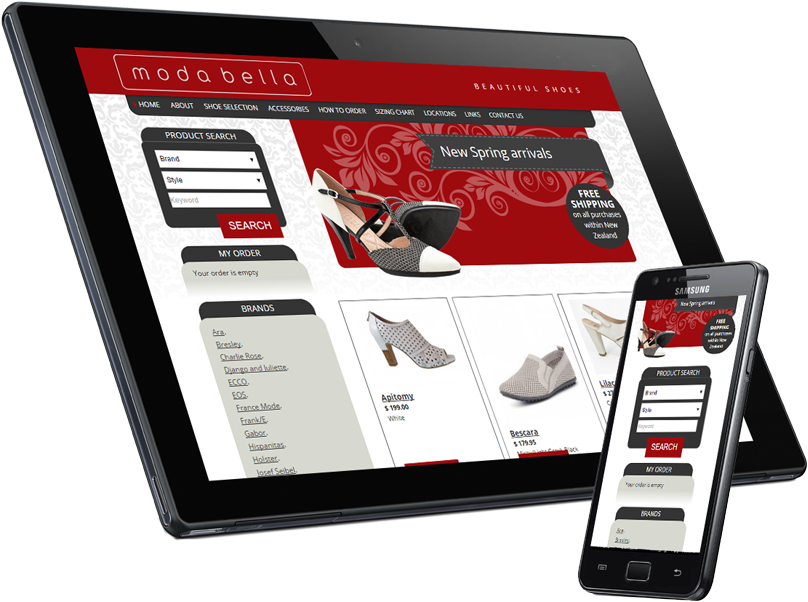 moda bella
BEAUTIFUL SHOES
HOME ABOUT SHOE SELECTION ACCESSORIES HOW TO ORDER SIZING CHART LOCATIONS LINKS CONTACT US
PRODUCT SEARCH
Brand
Style
Keyword
SEARCH
New Spring arrivals
FREE
SHIPPING
on all purchases
within New
Zealand
MY ORDER
Your order is empty
BRANDS
Ara.
Bresley.
Charlie Rose.
Django and Juliette.
ECCO.
EOS.
France Mode.
Frank/E.
Gabor.
Hispanitas.
Holster.
Josef Seibel.
Apitomy
$ 199.00
White
Bescara
$ 179.95
Black
Lilac
SAMSUNG
New Spring arrivals
FREE
SHIPPING
on all purchases
within New
Zealand
PRODUCT SEARCH
Brand
Style
Keyword
SEARCH
MY ORDER
Your order is empty
BRANDS
Ara.
Bresley.